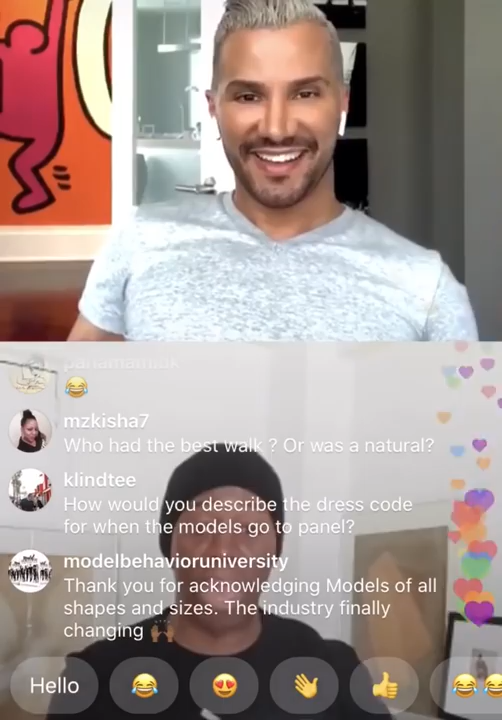 😂
mzkisha7
Who had the best walk ? Or was a natural?
klindtee
How would you describe the dress code
for when the models go to panel?
modelbehavioruniversity
Thank you for acknowledging Models of all
shapes and sizes. The industry finally
changing 🙌🏾
Hello 😂 😍 👋 👍 😂😂